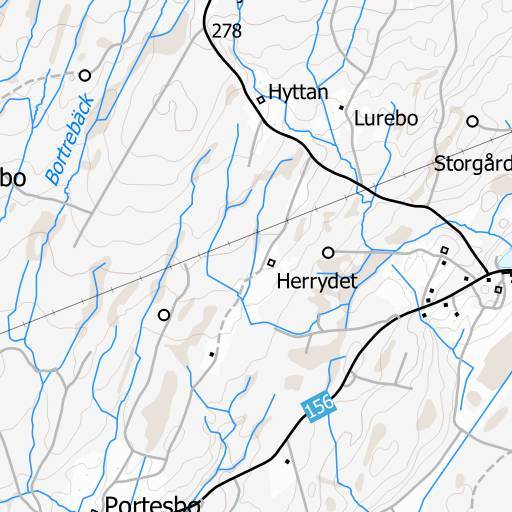 278
Hyttan
Lurebo
Bortrebäck
Storgård
bo
Herrydet
156
Portesbo